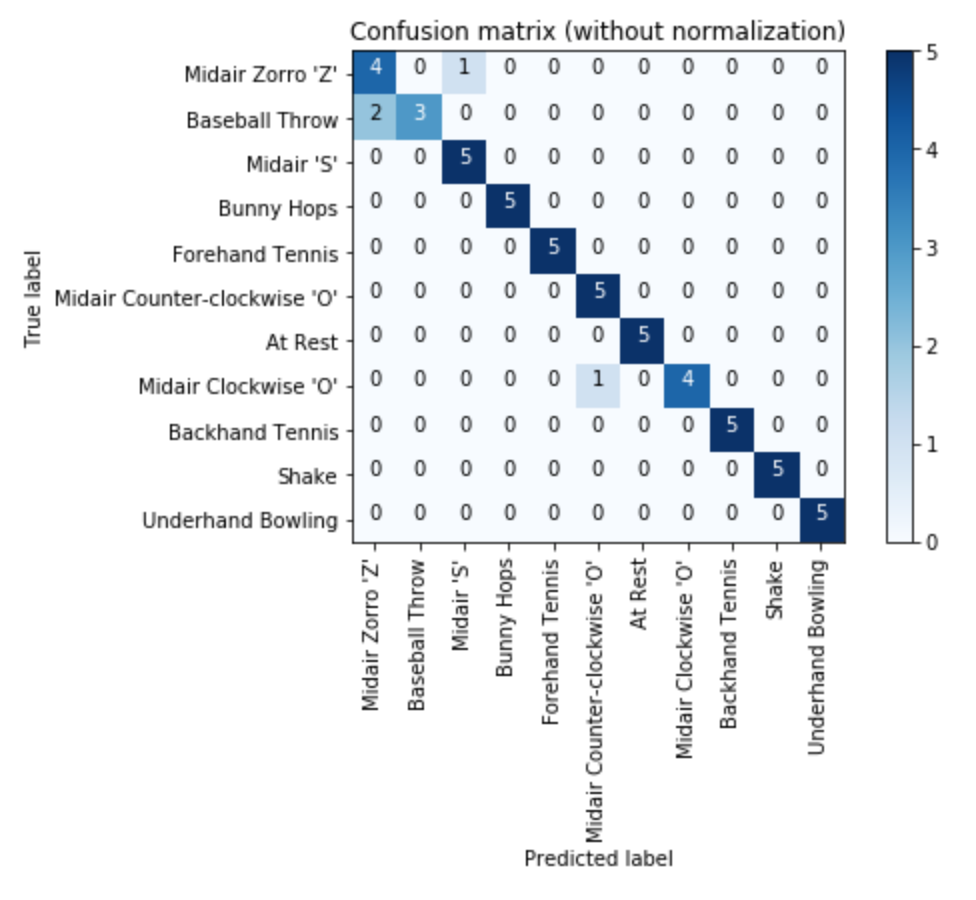 Confusion matrix (without normalization)
Midair Zorro 'Z' 4 0 1 0 0 0 0 0 0 0 0
Baseball Throw 2 3 0 0 0 0 0 0 0 0 0
Midair 'S' 0 0 5 0 0 0 0 0 0 0 0
Bunny Hops 0 0 0 5 0 0 0 0 0 0 0
Forehand Tennis 0 0 0 0 5 0 0 0 0 0 0
Midair Counter-clockwise 'O' 0 0 0 0 0 5 0 0 0 0 0
At Rest 0 0 0 0 0 0 5 0 0 0 0
Midair Clockwise 'O' 0 0 0 0 0 1 0 4 0 0 0
Backhand Tennis 0 0 0 0 0 0 0 0 5 0 0
Shake 0 0 0 0 0 0 0 0 0 5 0
Underhand Bowling 0 0 0 0 0 0 0 0 0 0 5
True label
Midair Zorro 'Z'
Baseball Throw
Midair 'S'
Bunny Hops
Forehand Tennis
Midair Counter-clockwise 'O'
At Rest
Midair Clockwise 'O'
Backhand Tennis
Shake
Underhand Bowling
Predicted label
5
4
3
2
1
0